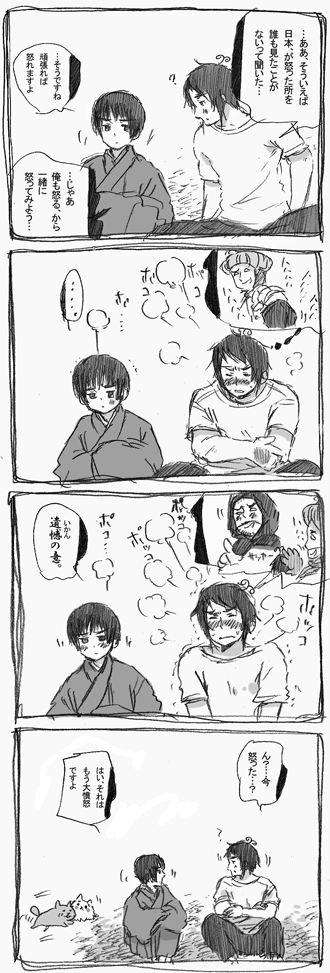 …ああ、そういえば
日本、が怒った所を
誰も見たことが
ないって聞いた…
…そうですね
頑張れば
怒れますよ
?
…じゃあ
俺も怒る、から
一緒に
怒ってみよう…
ポコ
ポコ
……
ポコ…
ポッコ
ポッコ
ポコ…
遺憾の意。
いかん
ん?…今
怒った…?
?
はい、それは
もう大憤怒
ですよ